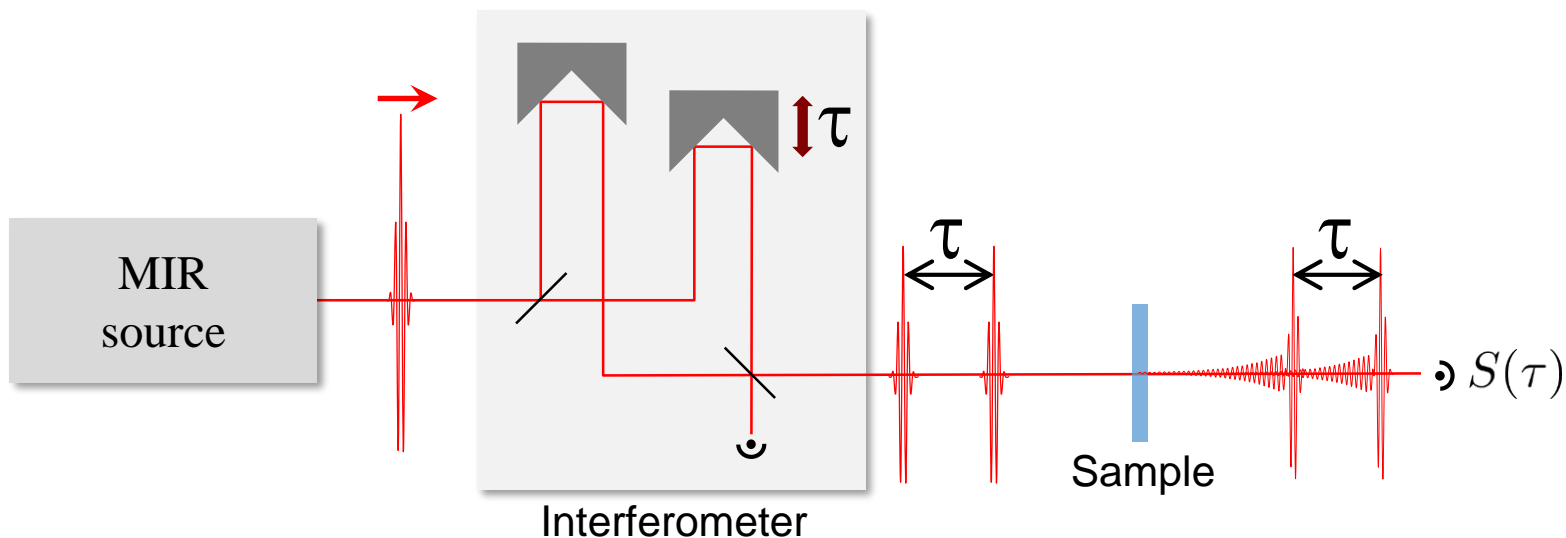 MIR
source
τ
τ
τ
S(τ)
Sample
Interferometer